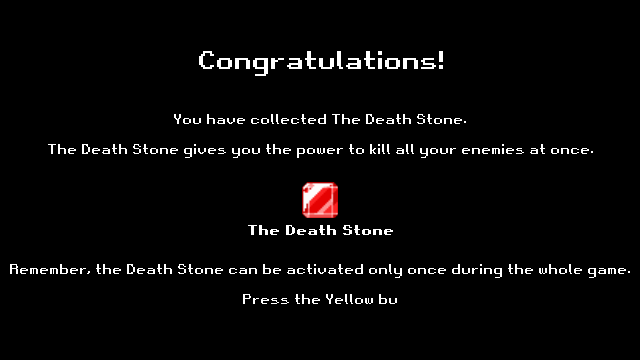 Congratulations!
You have collected The Death Stone.
The Death Stone gives you the power to kill all your enemies at once.
The Death Stone
Remember, the Death Stone can be activated only once during the whole game.
Press the Yellow bu